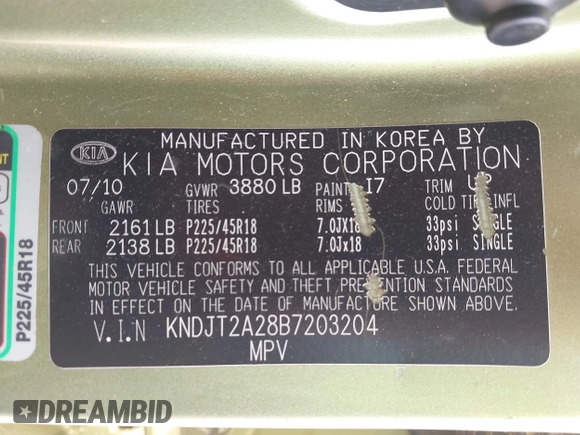 MANUFACTURED IN KOREA BY
KIA KIA MOTORS CORPORATION
07/10 GVWR 3880 LB PAINT I7 TRIM
GAWR TIRES RIMS COLD TIRE INFL
FRONT 2161 LB P225/45R18 7.0JX18 33psi SINGLE
REAR 2138 LB P225/45R18 7.0Jx18 33psi SINGLE
THIS VEHICLE CONFORMS TO ALL APPLICABLE U.S.A. FEDERAL
MOTOR VEHICLE SAFETY AND THEFT PREVENTION STANDARDS
IN EFFECT ON THE DATE OF MANUFACTURE SHOWN ABOVE.
V.I.N KNDJT2A28B7203204
MPV
P225/45R18
DREAMBID